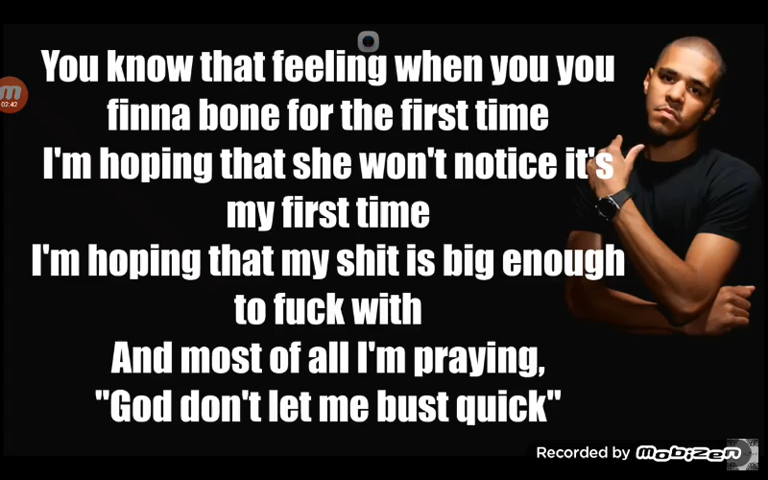 You know that feeling when you you
finna bone for the first time
I'm hoping that she won't notice it's
my first time
I'm hoping that my shit is big enough
to fuck with
And most of all I'm praying,
"God don't let me bust quick"
m
02:42
Recorded by mobizen